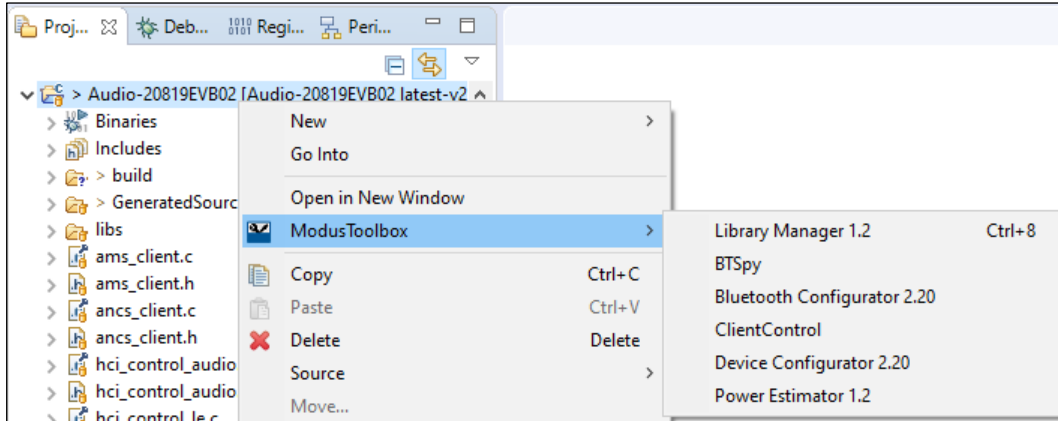 Proj... Deb... Regi... Peri...
> Audio-20819EVB02 [Audio-20819EVB02 latest-v2
Binaries
Includes
> build
> GeneratedSourc
libs
ams_client.c
ams_client.h
ancs_client.c
ancs_client.h
hci_control_audio
hci_control_audio
hci_control_le.c
New
Go Into
Open in New Window
ModusToolbox
Copy Ctrl+C
Paste Ctrl+V
Delete Delete
Source
Move...
Library Manager 1.2 Ctrl+8
BTSpy
Bluetooth Configurator 2.20
ClientControl
Device Configurator 2.20
Power Estimator 1.2